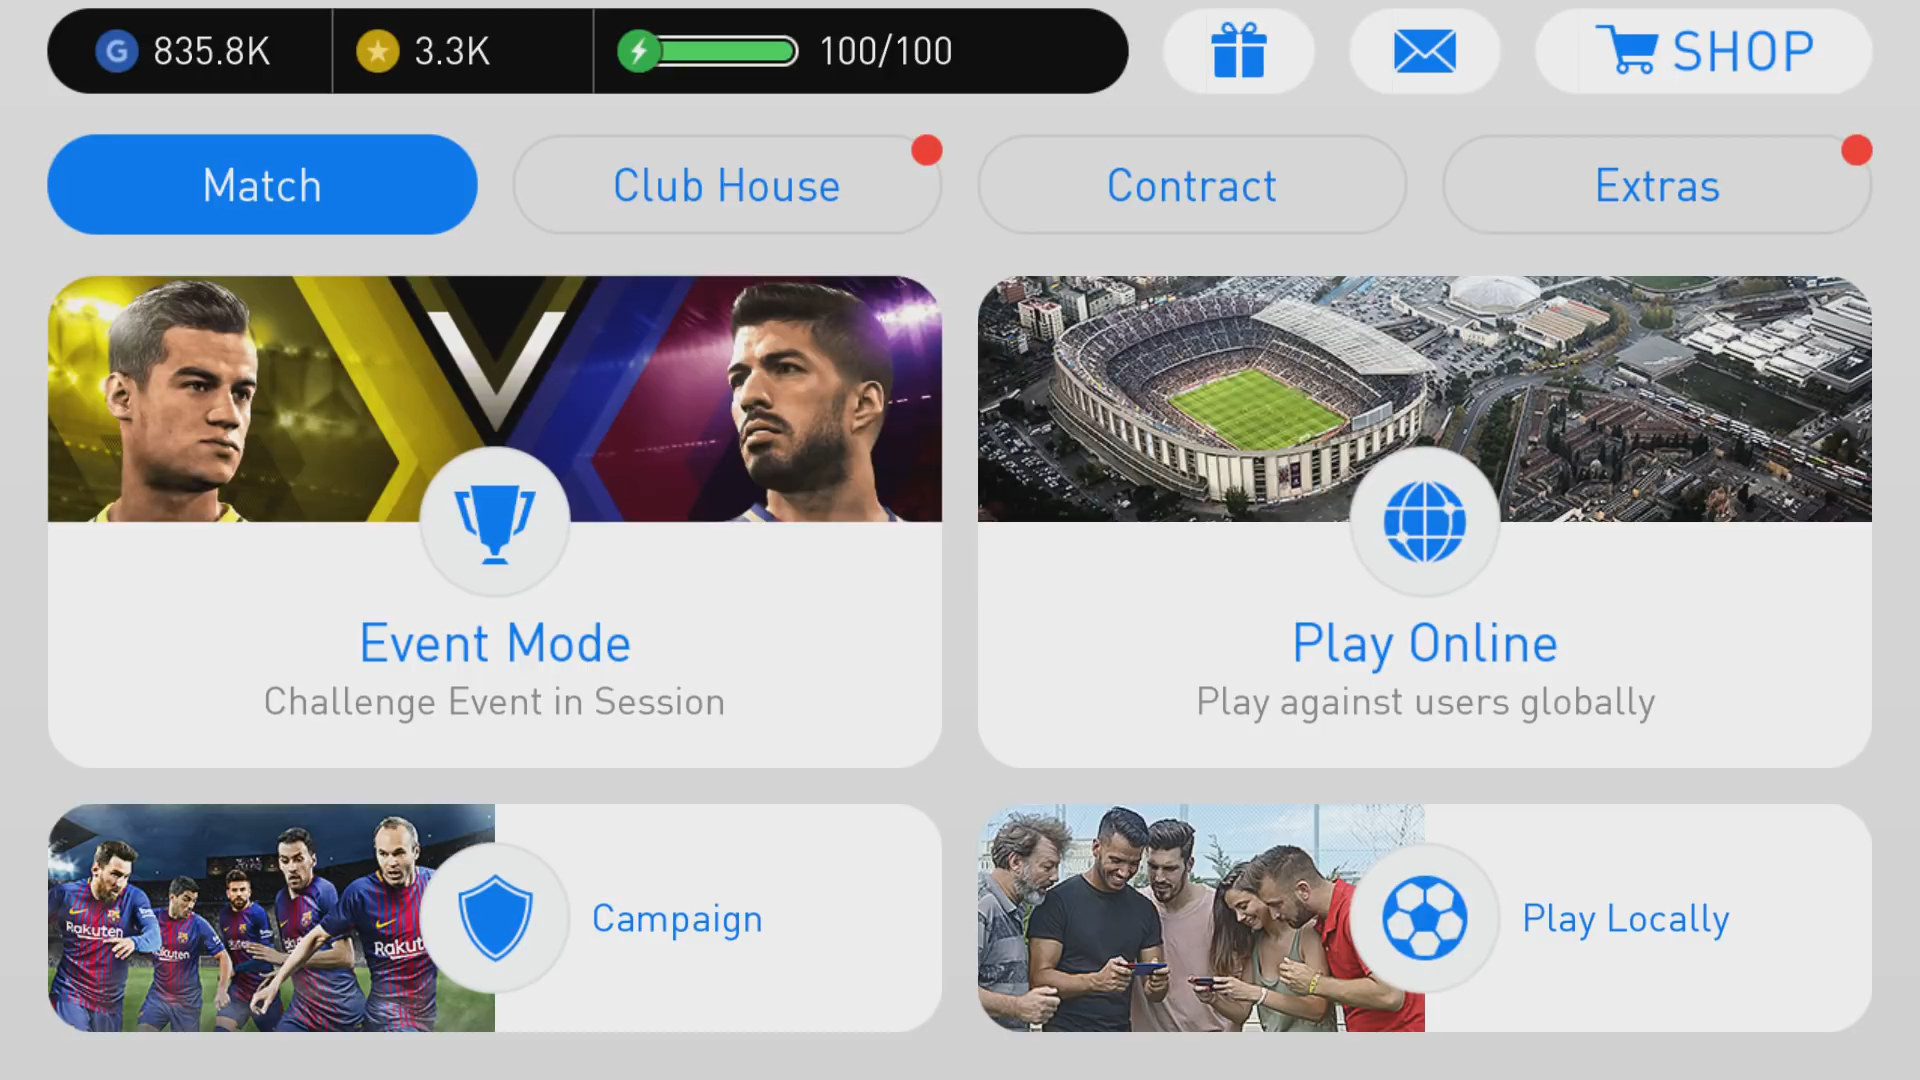 G 835.8K 3.3K 100/100 SHOP
Match Club House Contract Extras
V
Event Mode
Challenge Event in Session
Play Online
Play against users globally
Rakuten
Campaign
Play Locally